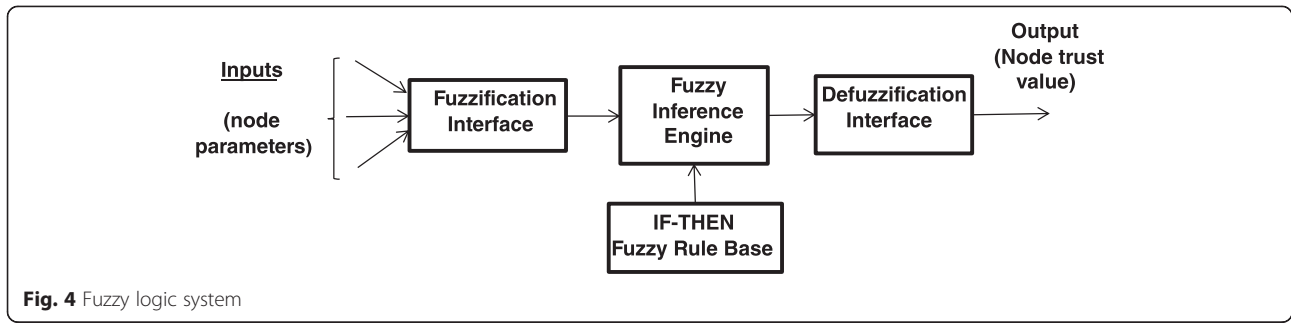 Inputs
(node
parameters)
Fuzzification
Interface
Fuzzy
Inference
Engine
IF-THEN
Fuzzy Rule Base
Defuzzification
Interface
Output
(Node trust
value)
Fig. 4 Fuzzy logic system